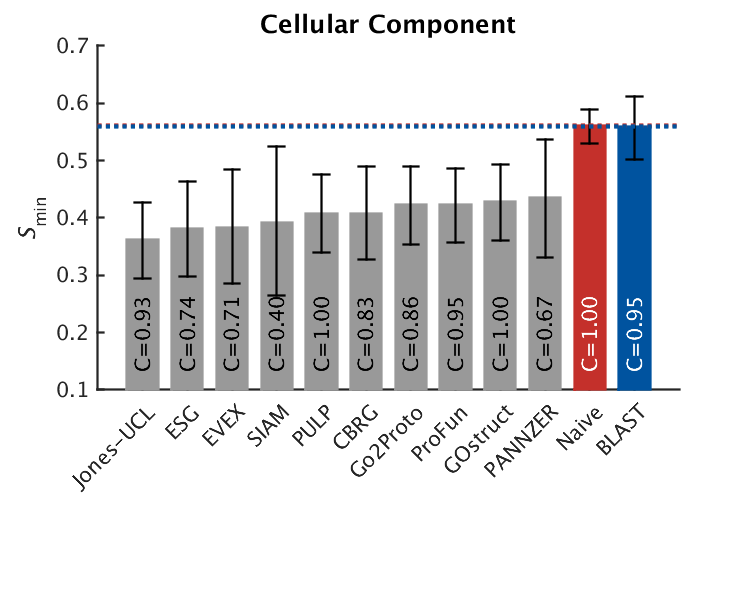 Cellular Component
0.7
0.6
0.5
0.4
0.3
0.2
0.1
Smin
C=0.93
C=0.74
C=0.71
C=0.40
C=1.00
C=0.83
C=0.86
C=0.95
C=1.00
C=0.67
C=1.00
C=0.95
Jones-UCL
ESG
EVEX
SIAM
PULP
CBRG
Go2Proto
ProFun
GOstruct
PANNZER
Naive
BLAST